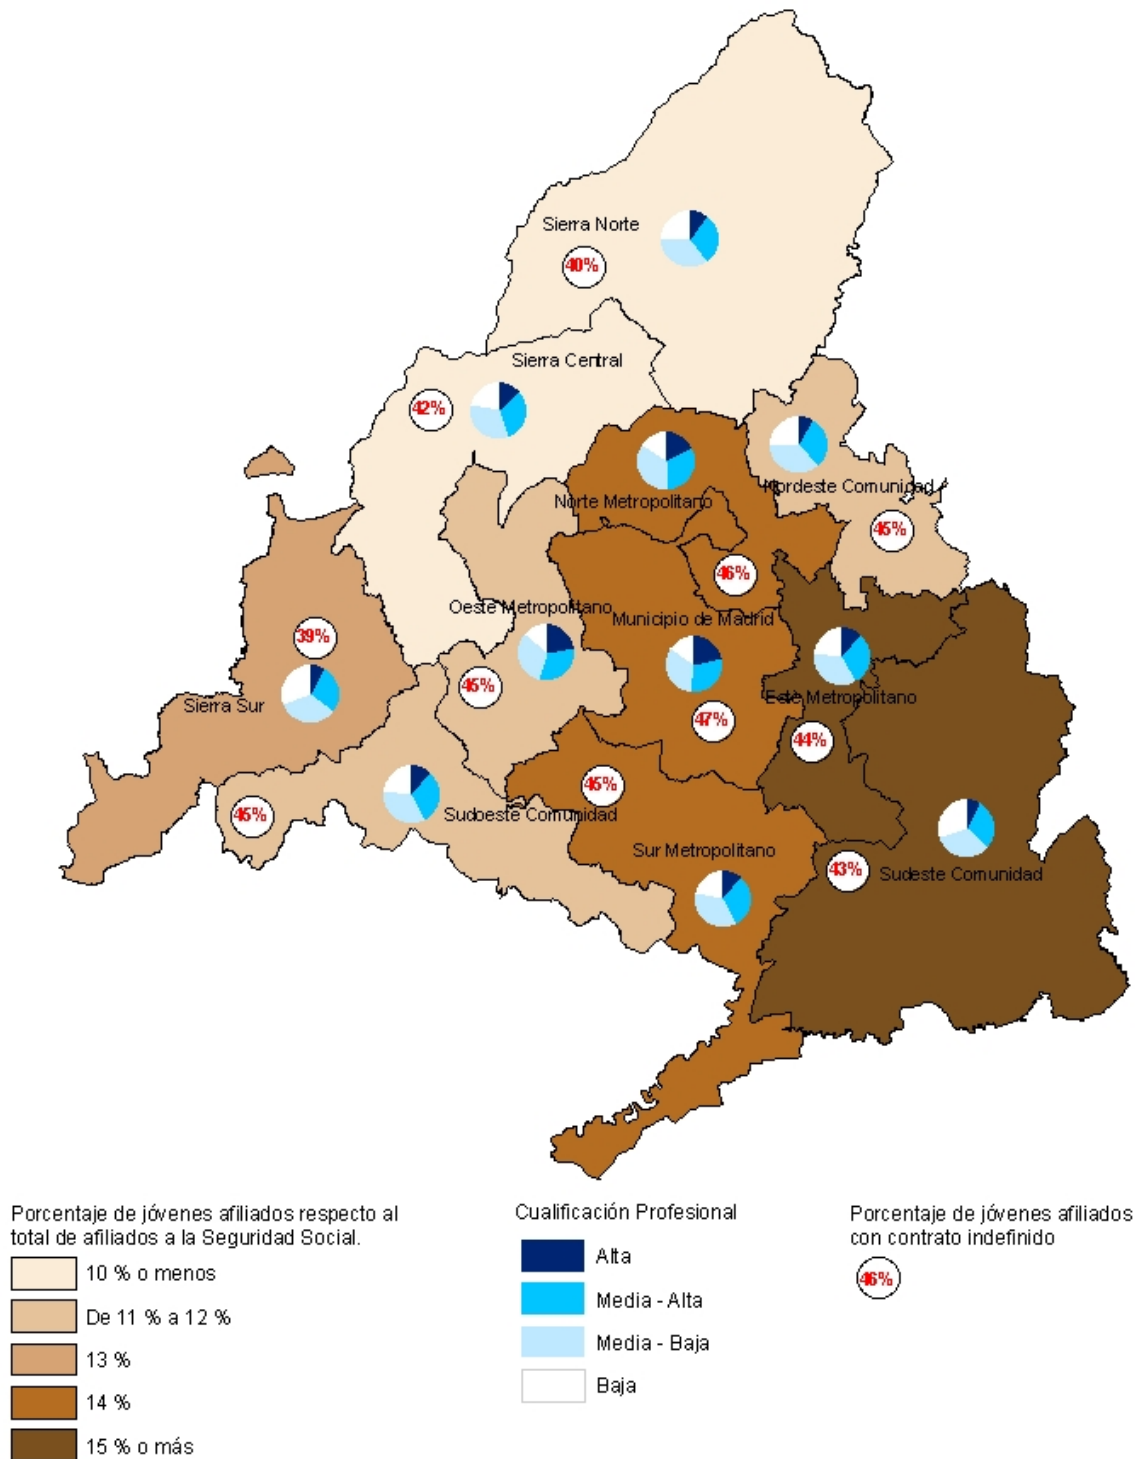 Sierra Norte
40%
Sierra Central
42%
Nordeste Comunidad
Norte Metropolitano
45%
46%
Oeste Metropolitano
Municipio de Madrid
39%
45%
Este Metropolitano
Sierra Sur
47%
44%
45%
45%
Sudoeste Comunidad
Sur Metropolitano
43%
Sudeste Comunidad
Porcentaje de jóvenes afiliados respecto al
total de afiliados a la Seguridad Social.
10 % o menos
De 11 % a 12 %
13 %
14 %
15 % o más
Cualificación Profesional
Alta
Media - Alta
Media - Baja
Baja
Porcentaje de jóvenes afiliados
con contrato indefinido
46%